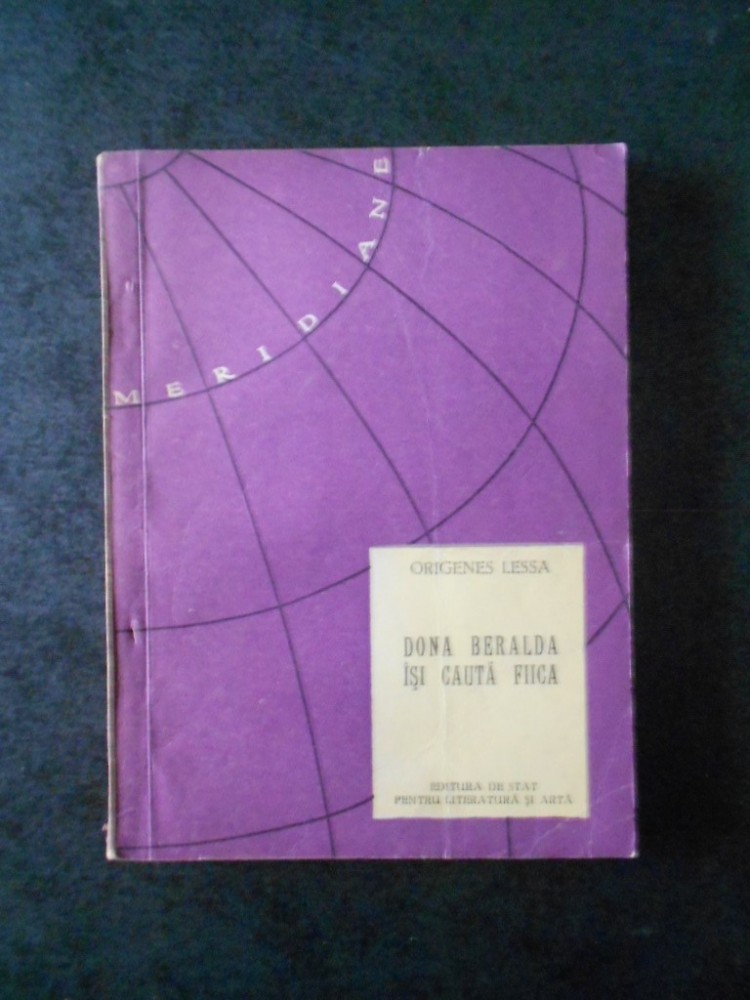 MERIDIANE
ORIGENES LESSA
DONA BERALDA
ÎȘI CAUTĂ FIICA
EDITURA DE STAT
PENTRU LITERATURĂ ȘI ARTĂ